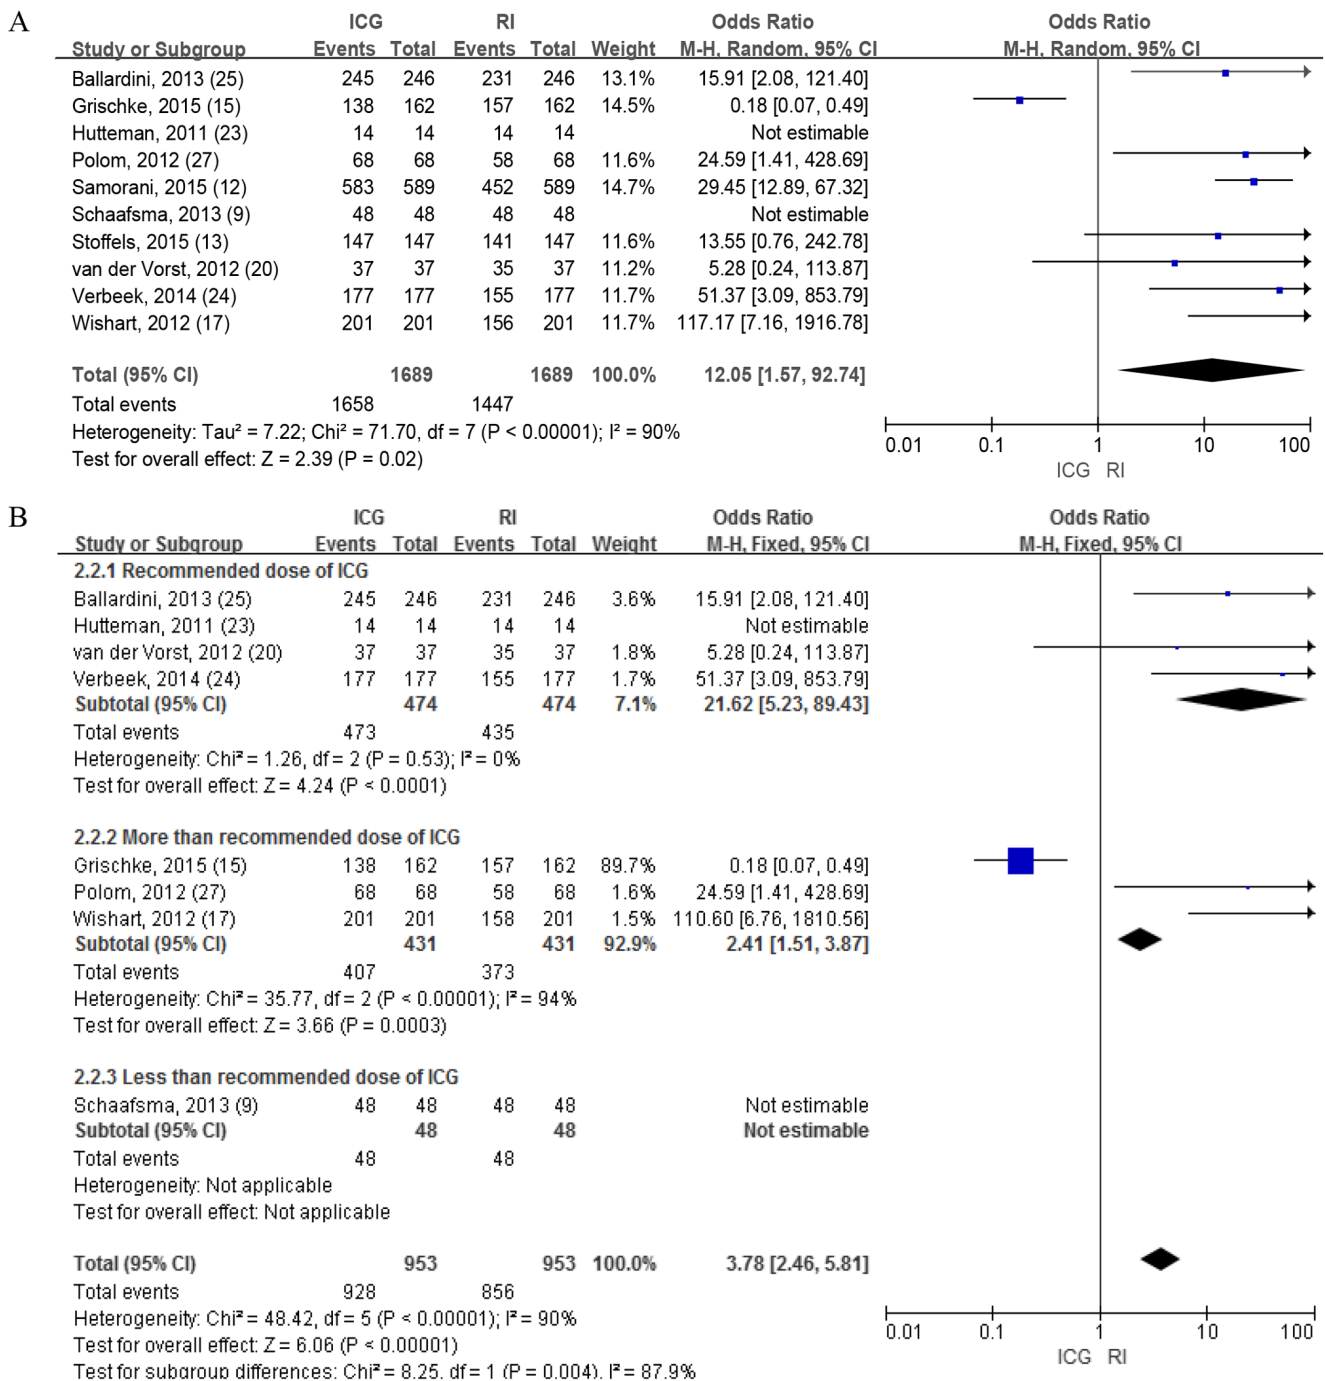 A
ICG RI Odds Ratio Odds Ratio
Study or Subgroup Events Total Events Total Weight M-H, Random, 95% CI M-H, Random, 95% CI
Ballardini, 2013 (25) 245 246 231 246 13.1% 15.91 [2.08, 121.40]
Grischke, 2015 (15) 138 162 157 162 14.5% 0.18 [0.07, 0.49]
Hutteman, 2011 (23) 14 14 14 14 Not estimable
Polom, 2012 (27) 68 68 58 68 11.6% 24.59 [1.41, 428.69]
Samorani, 2015 (12) 583 589 452 589 14.7% 29.45 [12.89, 67.32]
Schaafsma, 2013 (9) 48 48 48 48 Not estimable
Stoffels, 2015 (13) 147 147 141 147 11.6% 13.55 [0.76, 242.78]
van der Vorst, 2012 (20) 37 37 35 37 11.2% 5.28 [0.24, 113.87]
Verbeek, 2014 (24) 177 177 155 177 11.7% 51.37 [3.09, 853.79]
Wishart, 2012 (17) 201 201 156 201 11.7% 117.17 [7.16, 1916.78]
Total (95% CI) 1689 1689 100.0% 12.05 [1.57, 92.74]
Total events 1658 1447
Heterogeneity: Tau² = 7.22; Chi² = 71.70, df = 7 (P < 0.00001); I² = 90%
Test for overall effect: Z = 2.39 (P = 0.02)
0.01 0.1 1 10 100
ICG RI
B
ICG RI Odds Ratio Odds Ratio
Study or Subgroup Events Total Events Total Weight M-H, Fixed, 95% CI M-H, Fixed, 95% CI
2.2.1 Recommended dose of ICG
Ballardini, 2013 (25) 245 246 231 246 3.6% 15.91 [2.08, 121.40]
Hutteman, 2011 (23) 14 14 14 14 Not estimable
van der Vorst, 2012 (20) 37 37 35 37 1.8% 5.28 [0.24, 113.87]
Verbeek, 2014 (24) 177 177 155 177 1.7% 51.37 [3.09, 853.79]
Subtotal (95% CI) 474 474 7.1% 21.62 [5.23, 89.43]
Total events 473 435
Heterogeneity: Chi² = 1.26, df = 2 (P = 0.53); I² = 0%
Test for overall effect: Z = 4.24 (P < 0.0001)
2.2.2 More than recommended dose of ICG
Grischke, 2015 (15) 138 162 157 162 89.7% 0.18 [0.07, 0.49]
Polom, 2012 (27) 68 68 58 68 1.6% 24.59 [1.41, 428.69]
Wishart, 2012 (17) 201 201 158 201 1.5% 110.60 [6.76, 1810.56]
Subtotal (95% CI) 431 431 92.9% 2.41 [1.51, 3.87]
Total events 407 373
Heterogeneity: Chi² = 35.77, df = 2 (P < 0.00001); I² = 94%
Test for overall effect: Z = 3.66 (P = 0.0003)
2.2.3 Less than recommended dose of ICG
Schaafsma, 2013 (9) 48 48 48 48 Not estimable
Subtotal (95% CI) 48 48 Not estimable
Total events 48 48
Heterogeneity: Not applicable
Test for overall effect: Not applicable
Total (95% CI) 953 953 100.0% 3.78 [2.46, 5.81]
Total events 928 856
Heterogeneity: Chi² = 48.42, df = 5 (P < 0.00001); I² = 90%
Test for overall effect: Z = 6.06 (P < 0.00001)
Test for subgroup differences: Chi² = 8.25, df = 1 (P = 0.004), I² = 87.9%
0.01 0.1 1 10 100
ICG RI